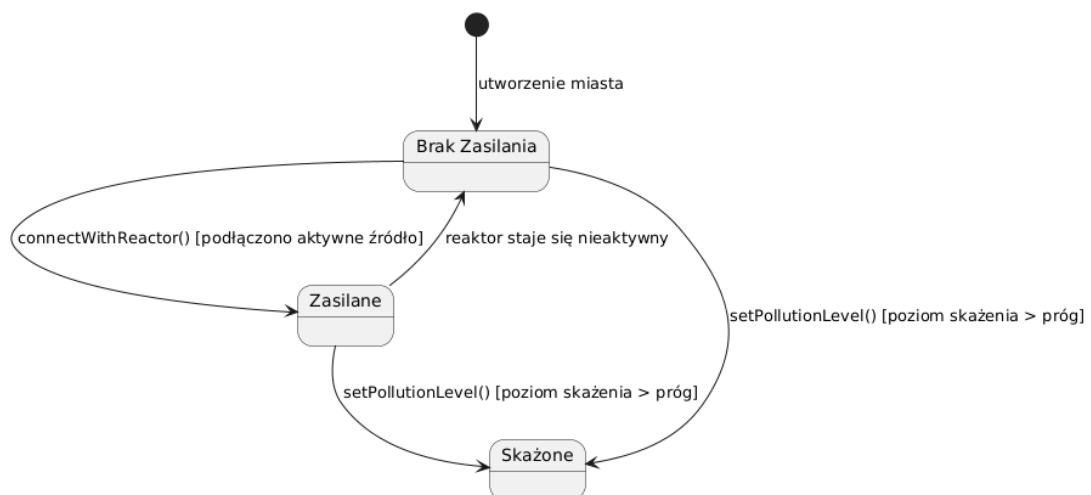 utworzenie miasta
Brak Zasilania
connectWithReactor() [podłączono aktywne źródło]
reaktor staje się nieaktywny
Zasilane
setPollutionLevel() [poziom skażenia > próg]
setPollutionLevel() [poziom skażenia > próg]
Skażone